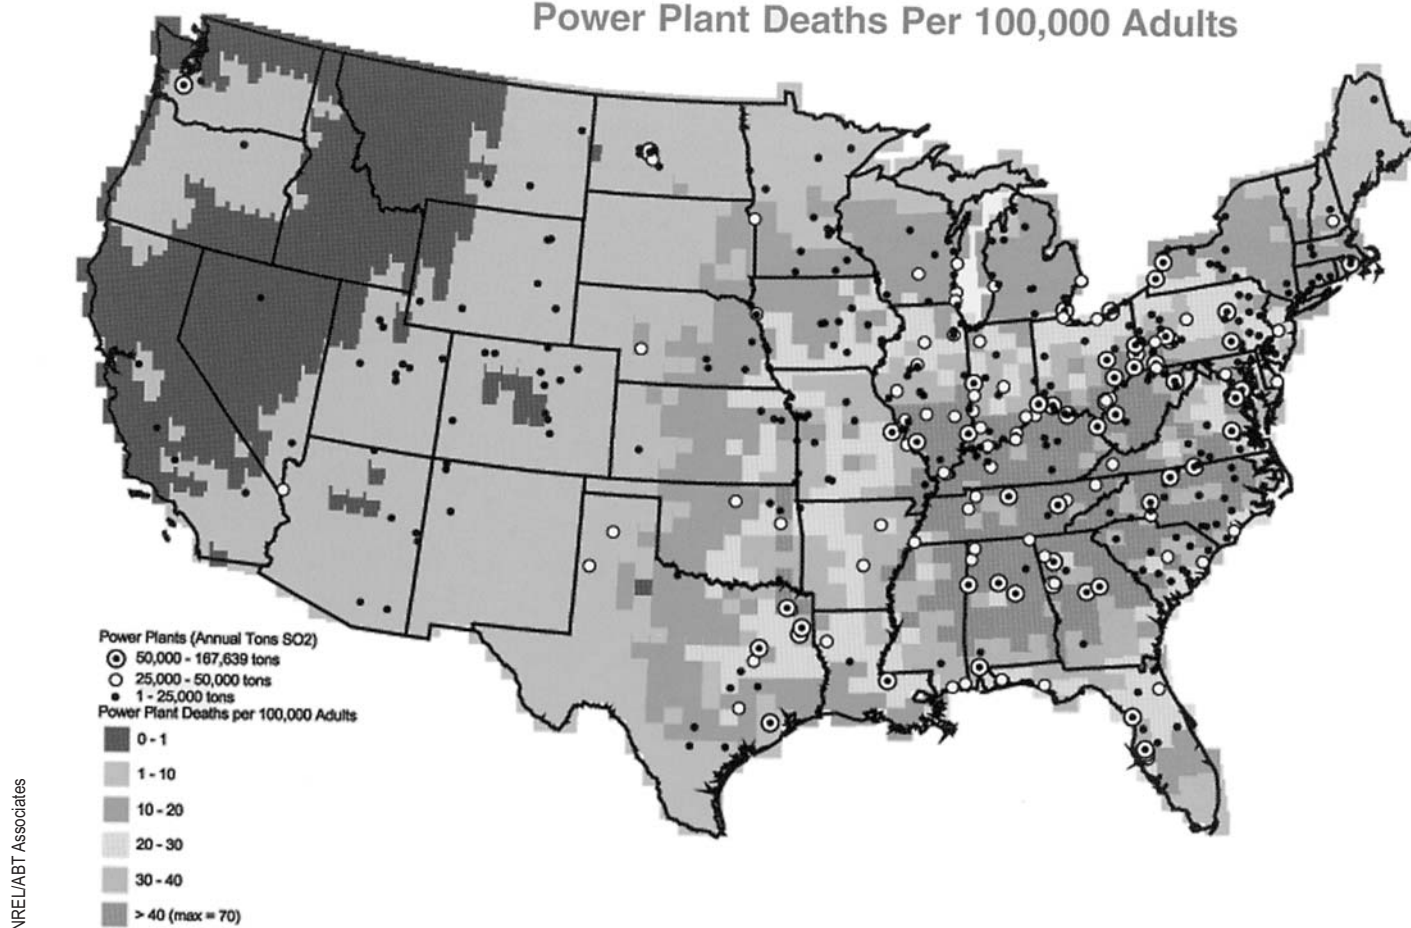 Power Plant Deaths Per 100,000 Adults
Power Plants (Annual Tons SO2)
50,000 - 167,639 tons
25,000 - 50,000 tons
1 - 25,000 tons
Power Plant Deaths per 100,000 Adults
0 - 1
1 - 10
10 - 20
20 - 30
30 - 40
> 40 (max = 70)
NREL/ABT Associates